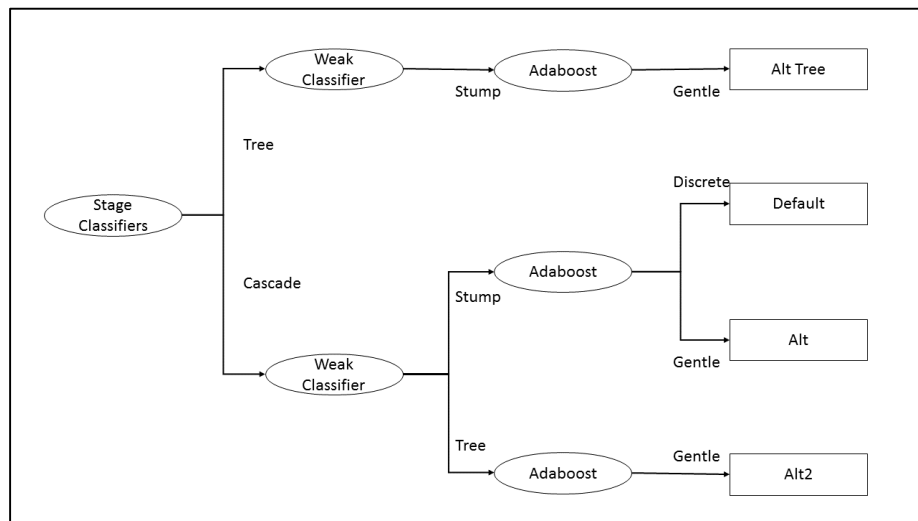 Weak
Classifier
Stump
Adaboost
Gentle
Alt Tree
Tree
Stage
Classifiers
Cascade
Weak
Classifier
Stump
Adaboost
Discrete
Default
Gentle
Alt
Tree
Adaboost
Gentle
Alt2